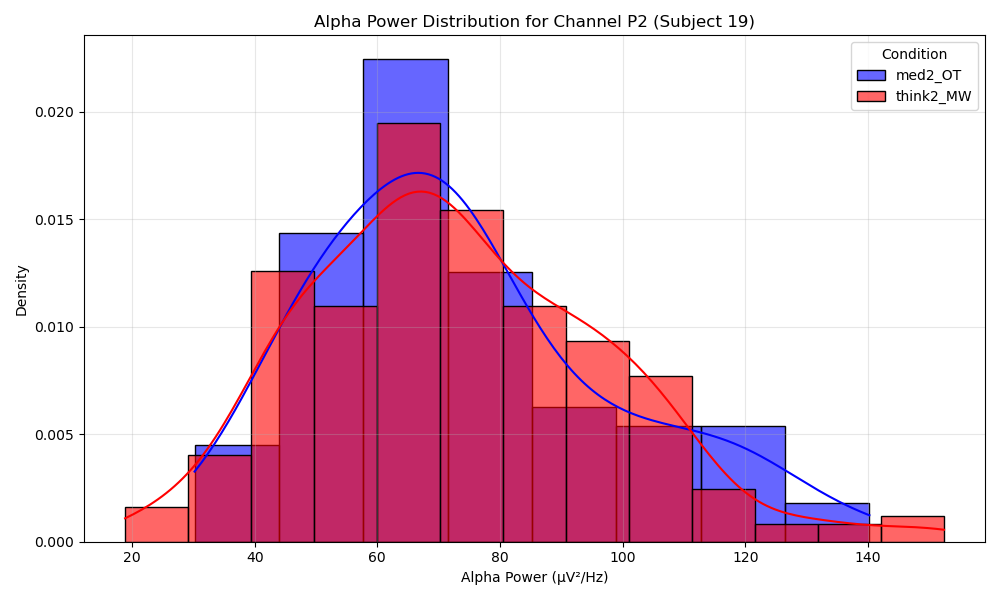 Alpha Power Distribution for Channel P2 (Subject 19)
Condition
med2_OT
think2_MW
Density
0.020
0.015
0.010
0.005
0.000
20 40 60 80 100 120 140
Alpha Power (µV²/Hz)